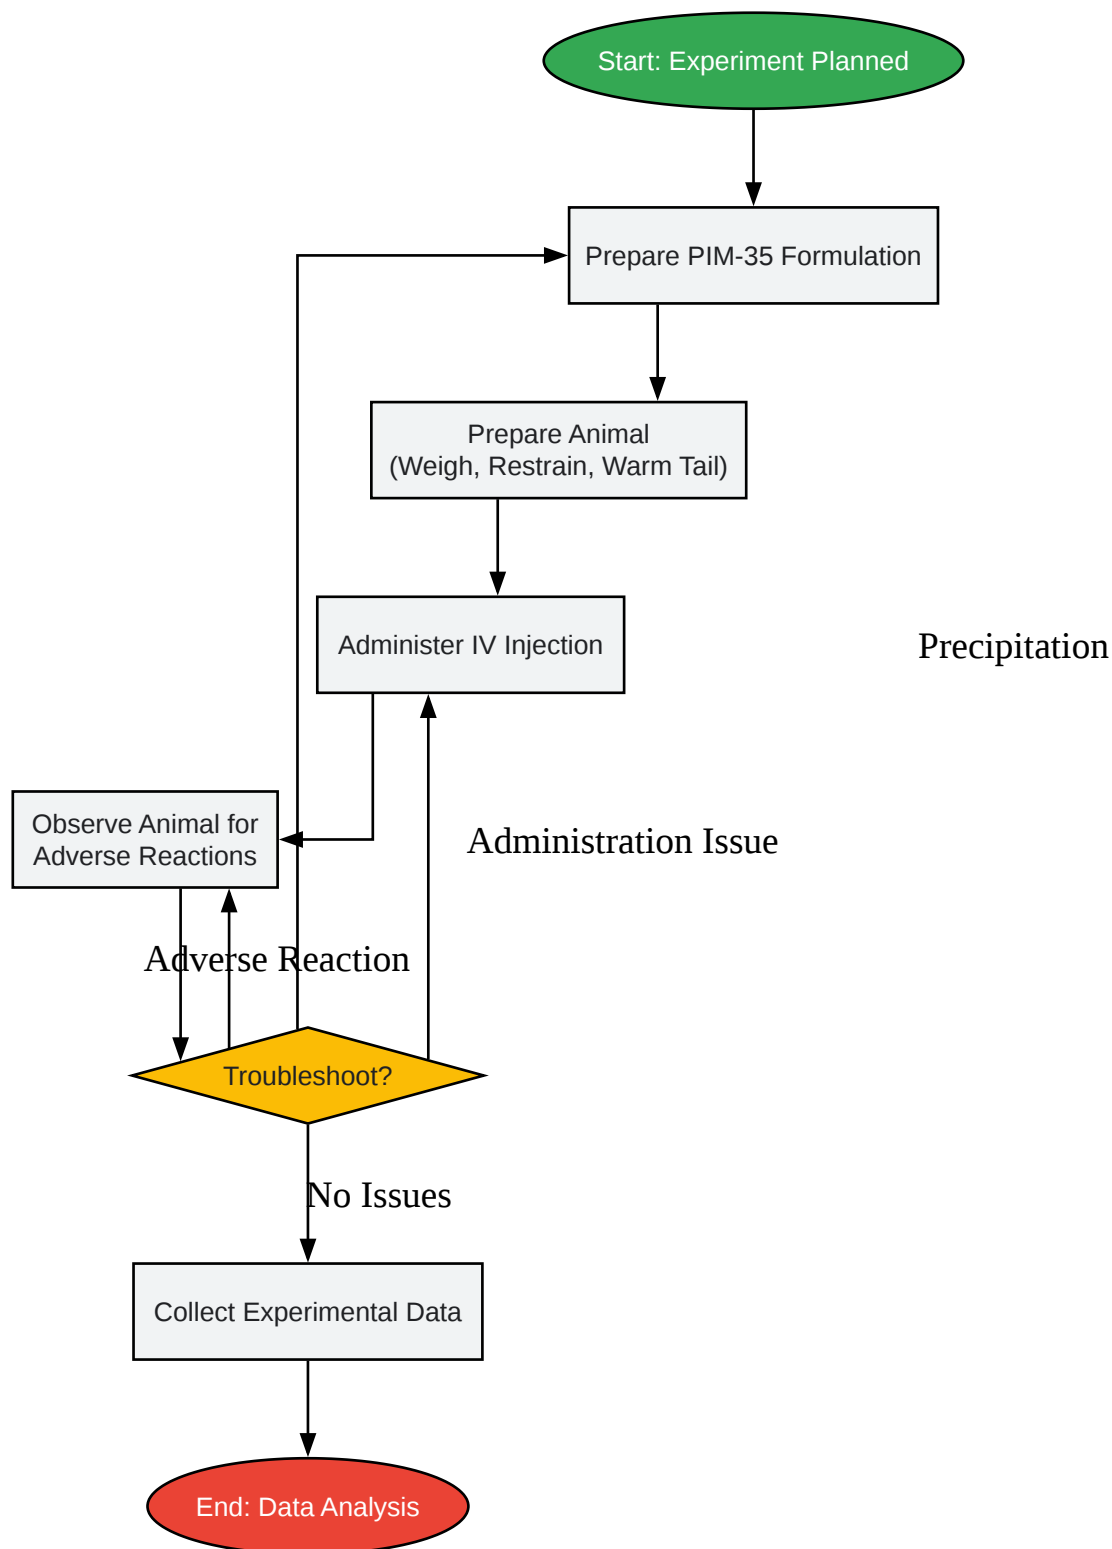 Start: Experiment Planned
Prepare PIM-35 Formulation
Prepare Animal
(Weigh, Restrain, Warm Tail)
Administer IV Injection
Precipitation
Observe Animal for
Adverse Reactions
Administration Issue
Adverse Reaction
Troubleshoot?
No Issues
Collect Experimental Data
End: Data Analysis